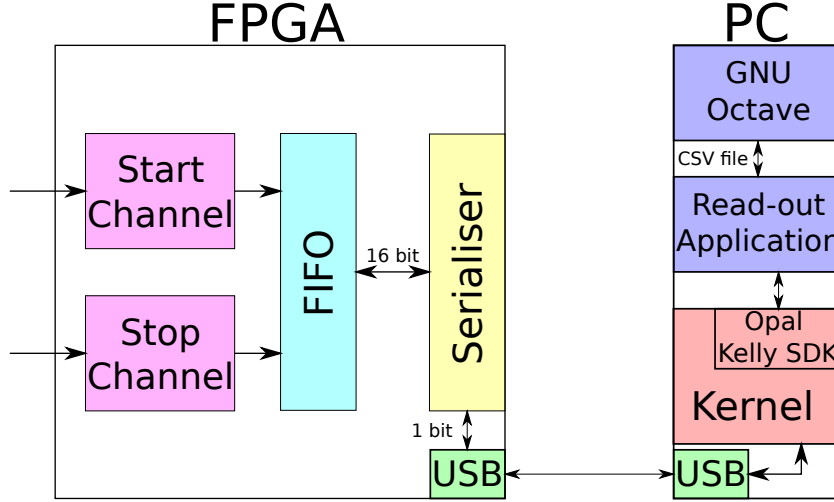 FPGA
PC
Start
Channel
Stop
Channel
FIFO
16 bit
Serialiser
1 bit
USB
GNU
Octave
CSV file
Read-out
Application
Opal
Kelly SDK
Kernel
USB